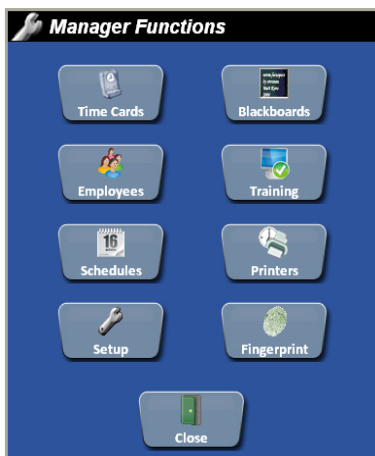 Manager Functions
Time Cards
Blackboards
Employees
Training
16
Schedules
Printers
Setup
Fingerprint
Close